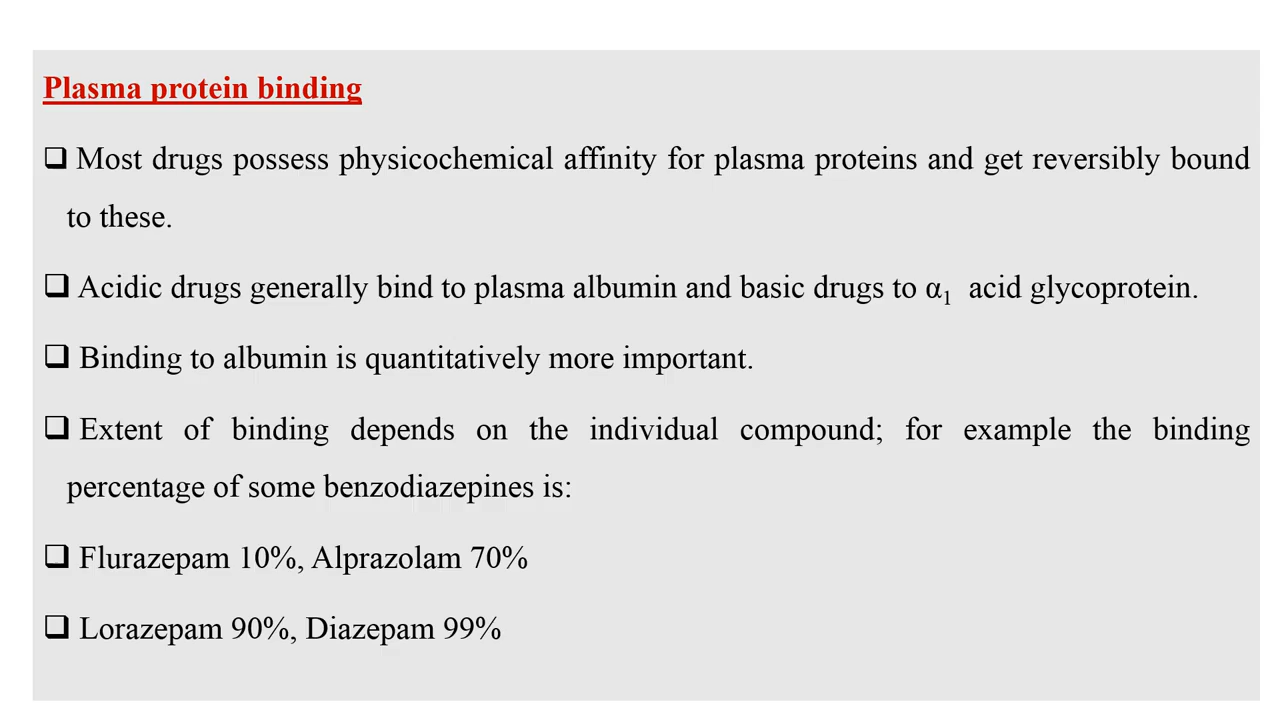 Plasma protein binding
❑ Most drugs possess physicochemical affinity for plasma proteins and get reversibly bound
to these.
❑ Acidic drugs generally bind to plasma albumin and basic drugs to α₁ acid glycoprotein.
❑ Binding to albumin is quantitatively more important.
❑ Extent of binding depends on the individual compound; for example the binding
percentage of some benzodiazepines is:
❑ Flurazepam 10%, Alprazolam 70%
❑ Lorazepam 90%, Diazepam 99%